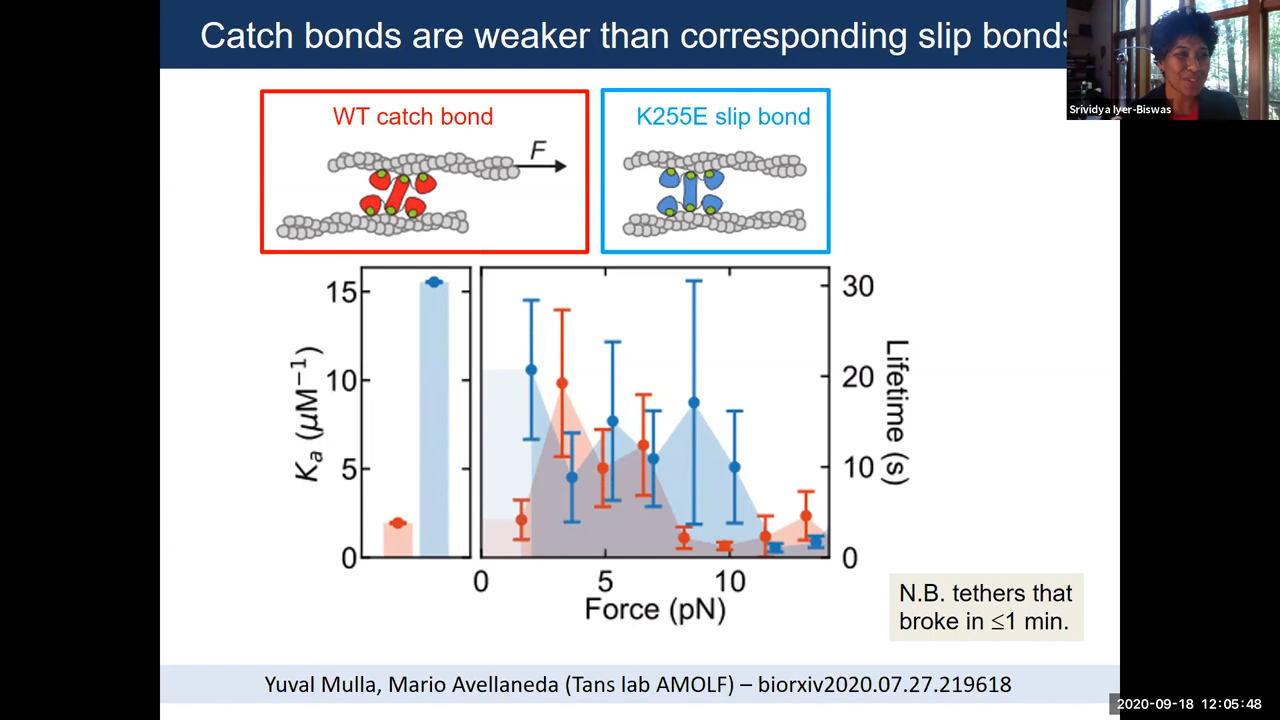 Catch bonds are weaker than corresponding slip bonds
Srividya Iyer-Biswas
WT catch bond
K255E slip bond
F
15
10
5
0
Kₐ (μM⁻¹)
30
20
10
0
Lifetime (s)
0 5 10
Force (pN)
N.B. tethers that
broke in ≤1 min.
Yuval Mulla, Mario Avellaneda (Tans lab AMOLF) – biorxiv2020.07.27.219618
2020-09-18 12:05:48